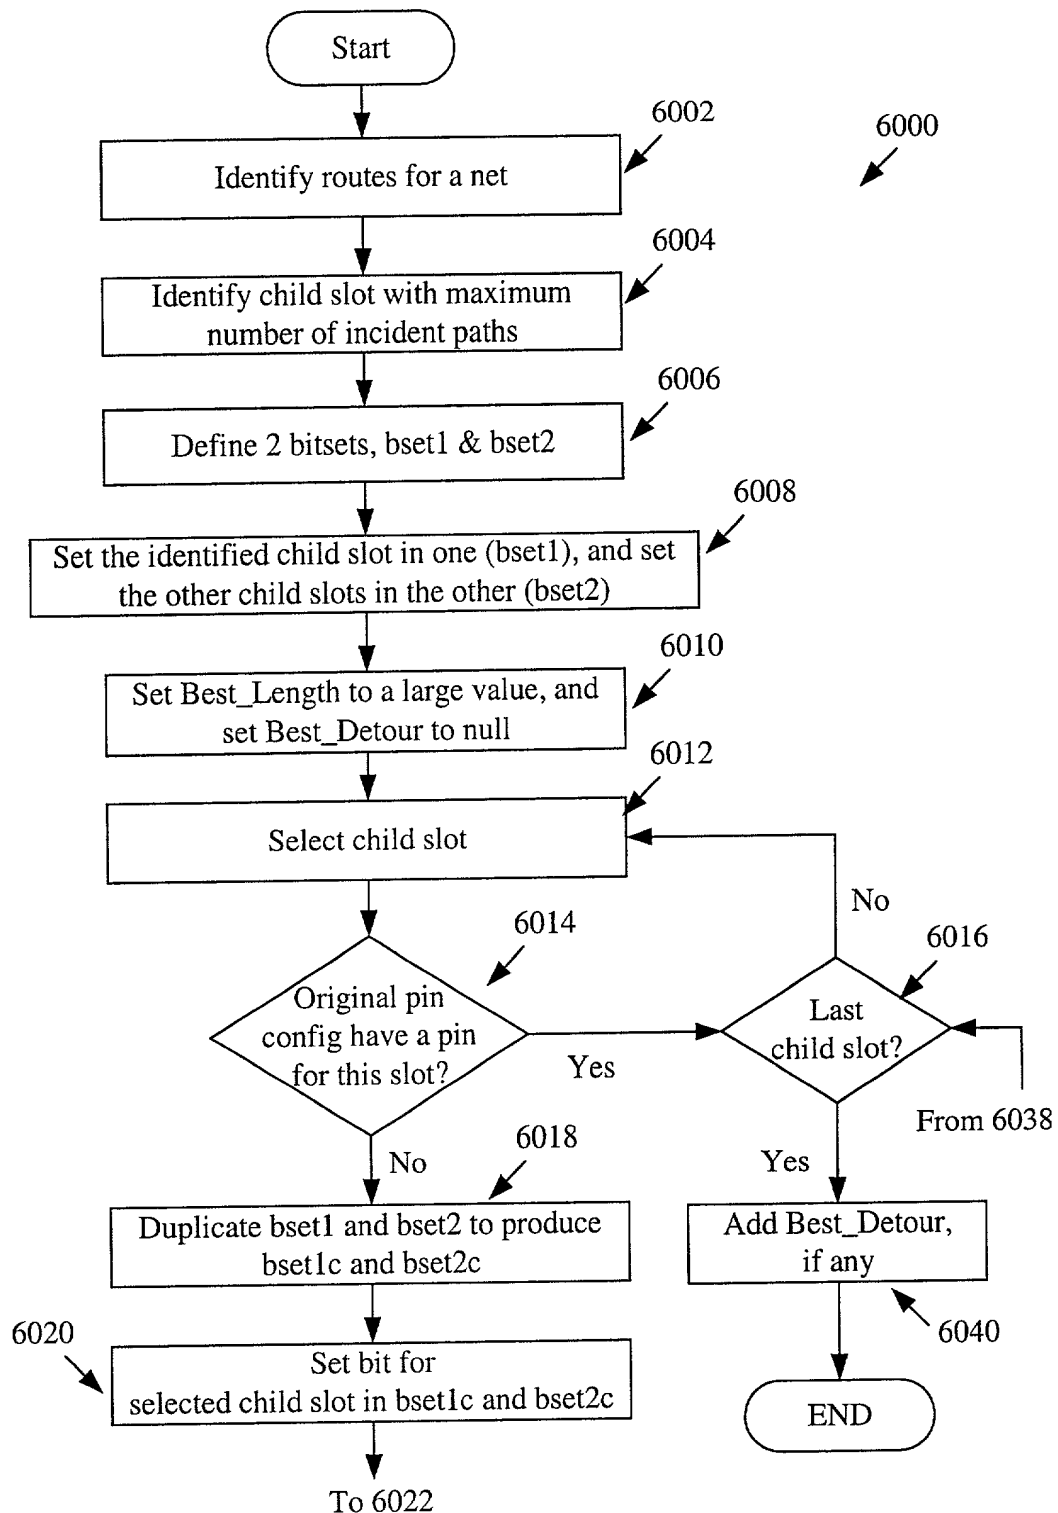 Start
6002
6000
Identify routes for a net
6004
Identify child slot with maximum
number of incident paths
6006
Define 2 bitsets, bset1 & bset2
6008
Set the identified child slot in one (bset1), and set
the other child slots in the other (bset2)
6010
Set Best_Length to a large value, and
set Best_Detour to null
6012
Select child slot
No
6014
6016
Original pin
config have a pin
for this slot?
Yes
Last
child slot?
From 6038
No
6018
Yes
Duplicate bset1 and bset2 to produce
bset1c and bset2c
Add Best_Detour,
if any
6020
6040
Set bit for
selected child slot in bset1c and bset2c
END
To 6022